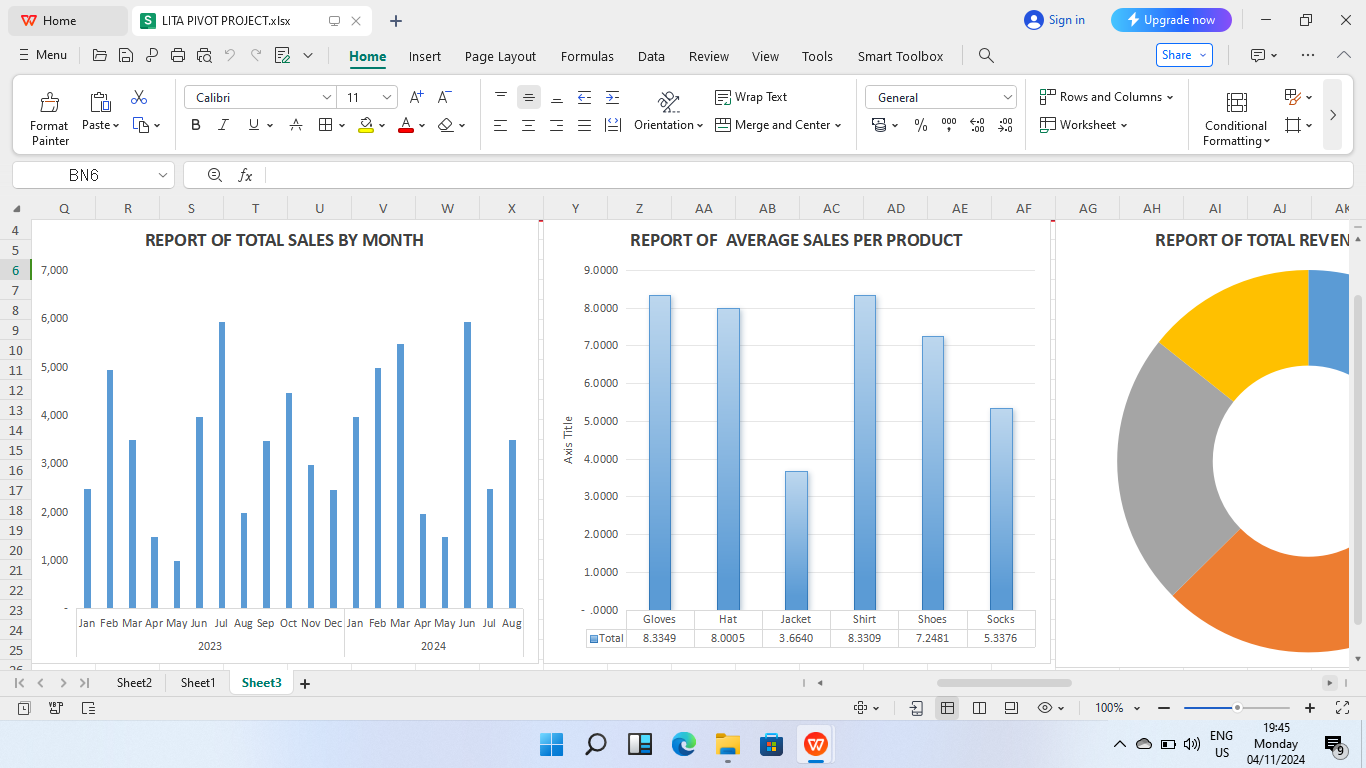 Home
LITA PIVOT PROJECT.xlsx
Sign in
Upgrade now
Menu
Home Insert Page Layout Formulas Data Review View Tools Smart Toolbox
Share
Calibri 11
Wrap Text
General
Rows and Columns
Format
Painter
Paste
Orientation
Merge and Center
Worksheet
Conditional
Formatting
BN6
Q R S T U V W X Y Z AA AB AC AD AE AF AG AH AI AJ AK
4
5
6
7
8
9
10
11
12
13
14
15
16
17
18
19
20
21
22
23
24
25
26
REPORT OF TOTAL SALES BY MONTH
7,000
6,000
5,000
4,000
3,000
2,000
1,000
-
Jan Feb Mar Apr May Jun Jul Aug Sep Oct Nov Dec Jan Feb Mar Apr May Jun Jul Aug
2023 2024
REPORT OF AVERAGE SALES PER PRODUCT
9.0000
8.0000
7.0000
6.0000
5.0000
4.0000
3.0000
2.0000
1.0000
- .0000
Axis Title
Gloves Hat Jacket Shirt Shoes Socks
Total 8.3349 8.0005 3.6640 8.3309 7.2481 5.3376
REPORT OF TOTAL REVEN
Sheet2 Sheet1 Sheet3
100%
ENG
US
19:45
Monday
04/11/2024
9